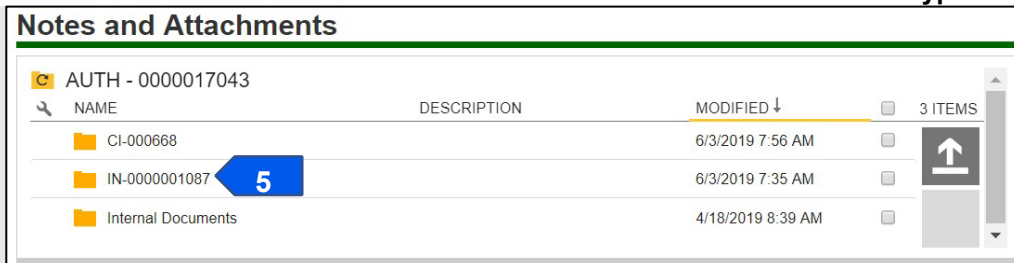 Notes and Attachments
AUTH - 0000017043
NAME DESCRIPTION MODIFIED↓ 3 ITEMS
CI-000668 6/3/2019 7:56 AM
IN-0000001087 5 6/3/2019 7:35 AM
Internal Documents 4/18/2019 8:39 AM